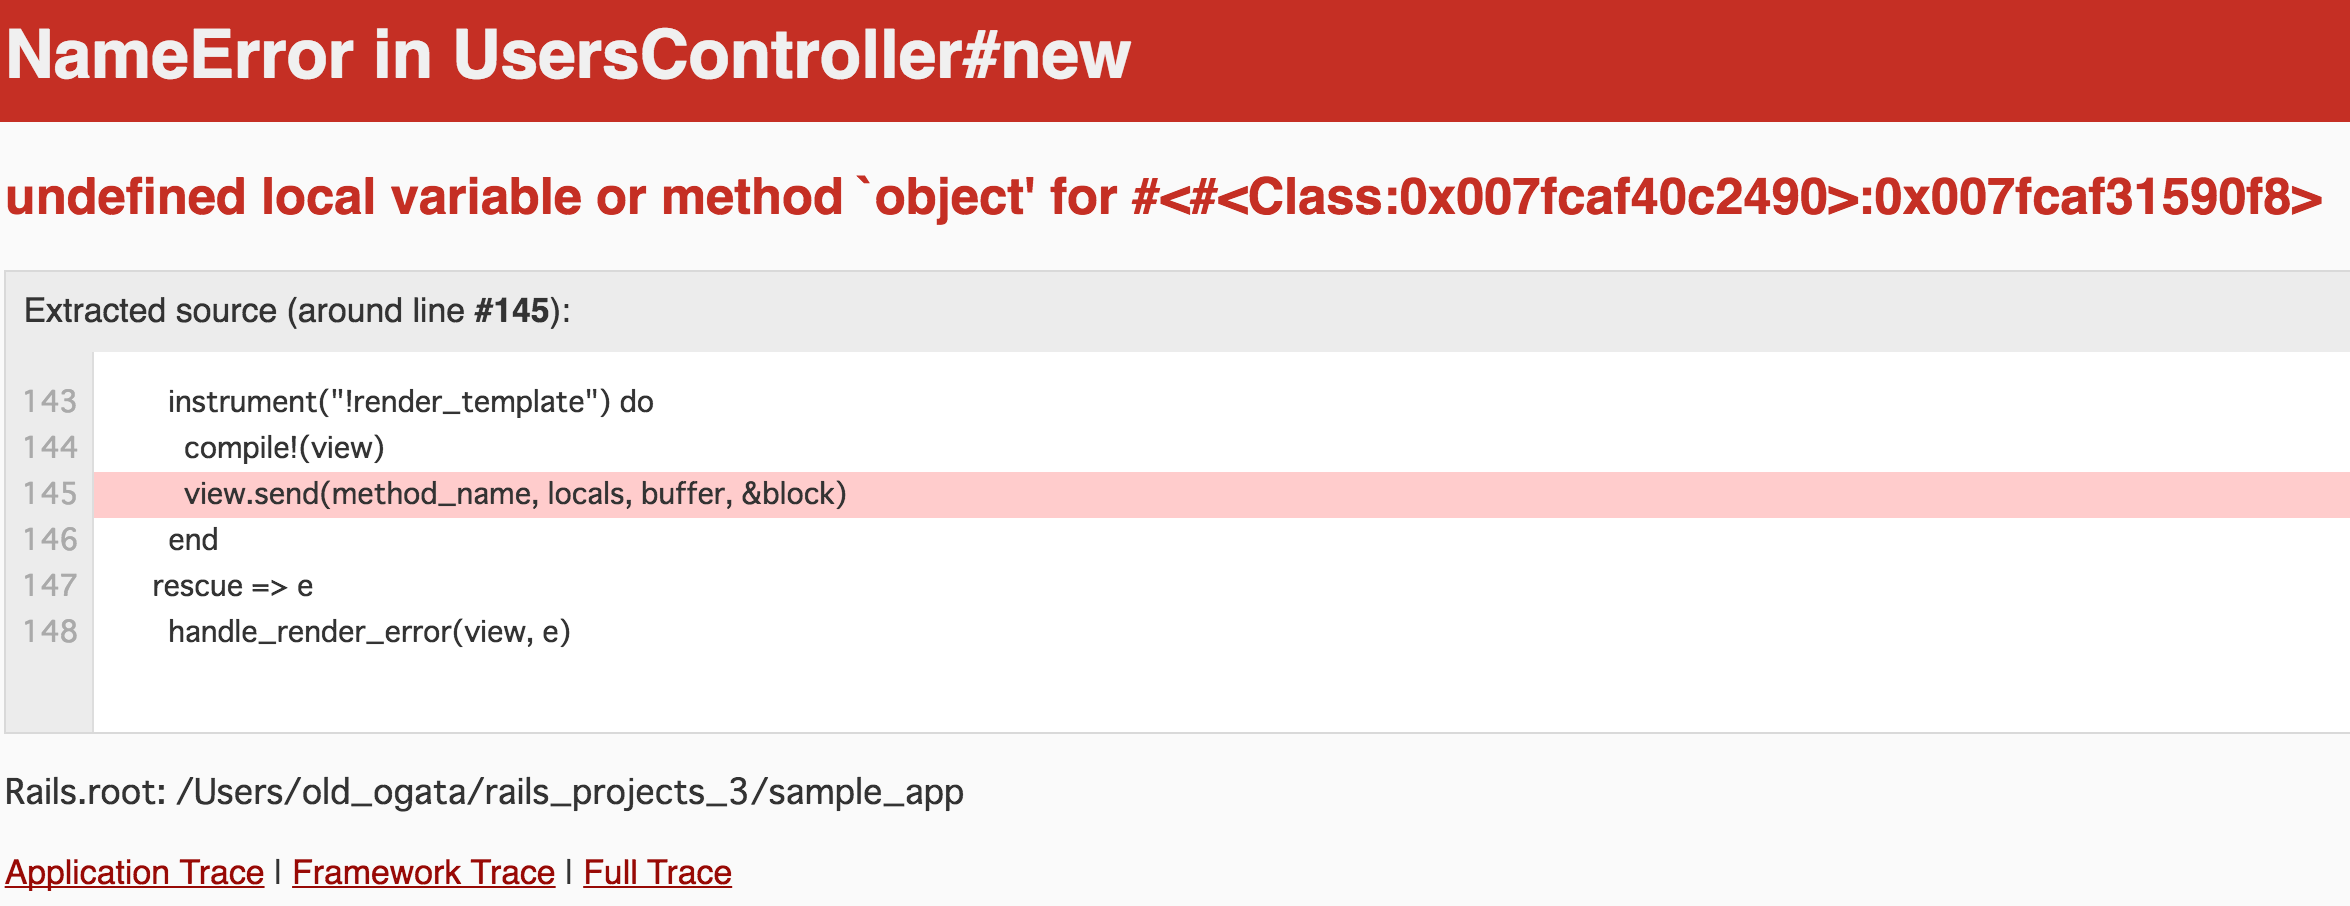 NameError in UsersController#new
undefined local variable or method `object' for #<#<Class:0x007fcaf40c2490>:0x007fcaf31590f8>
Extracted source (around line #145):
143 instrument("!render_template") do
144 compile!(view)
145 view.send(method_name, locals, buffer, &block)
146 end
147 rescue => e
148 handle_render_error(view, e)
Rails.root: /Users/old_ogata/rails_projects_3/sample_app
Application Trace | Framework Trace | Full Trace